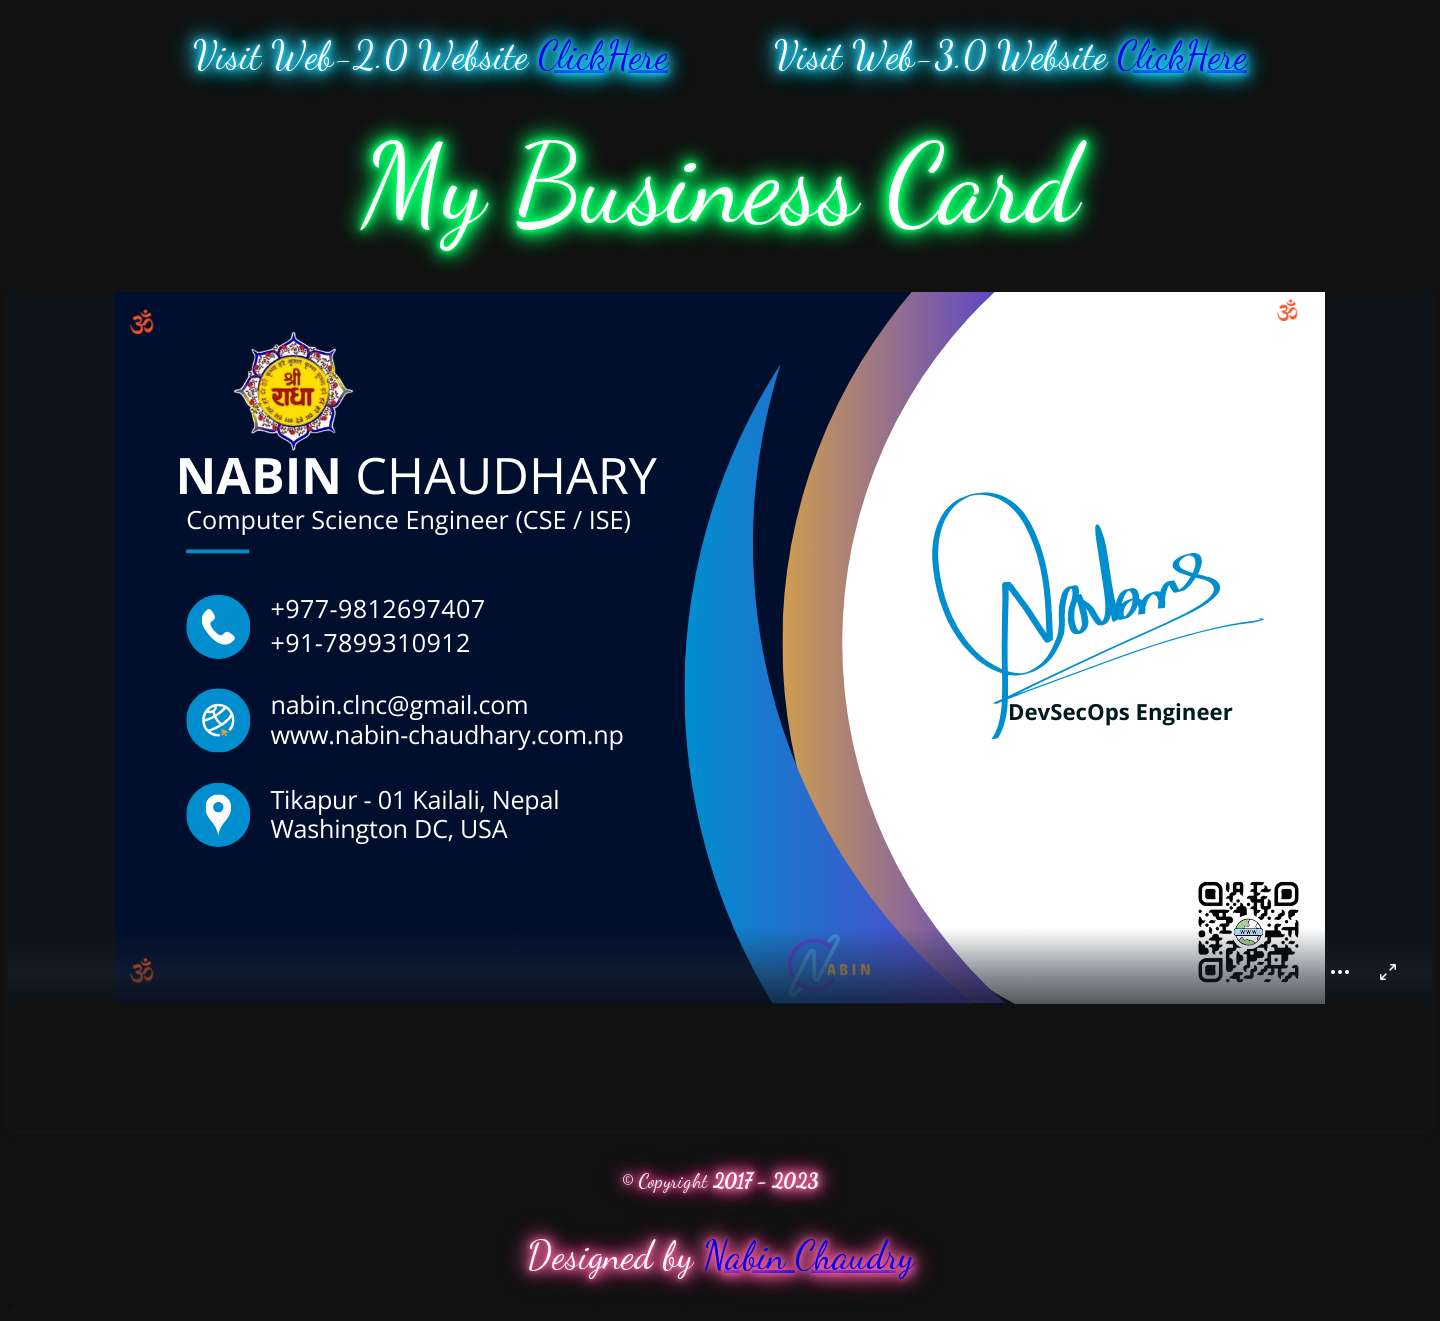 Visit Web-2.0 Website ClickHere
Visit Web-3.0 Website ClickHere
My Business Card
ॐ
ॐ
श्री
राधा
NABIN CHAUDHARY
Computer Science Engineer (CSE / ISE)
+977-9812697407
+91-7899310912
nabin.clnc@gmail.com
www.nabin-chaudhary.com.np
Tikapur - 01 Kailali, Nepal
Washington DC, USA
DevSecOps Engineer
WWW
ॐ
NABIN
© Copyright 2017 - 2023
Designed by Nabin Chaudry